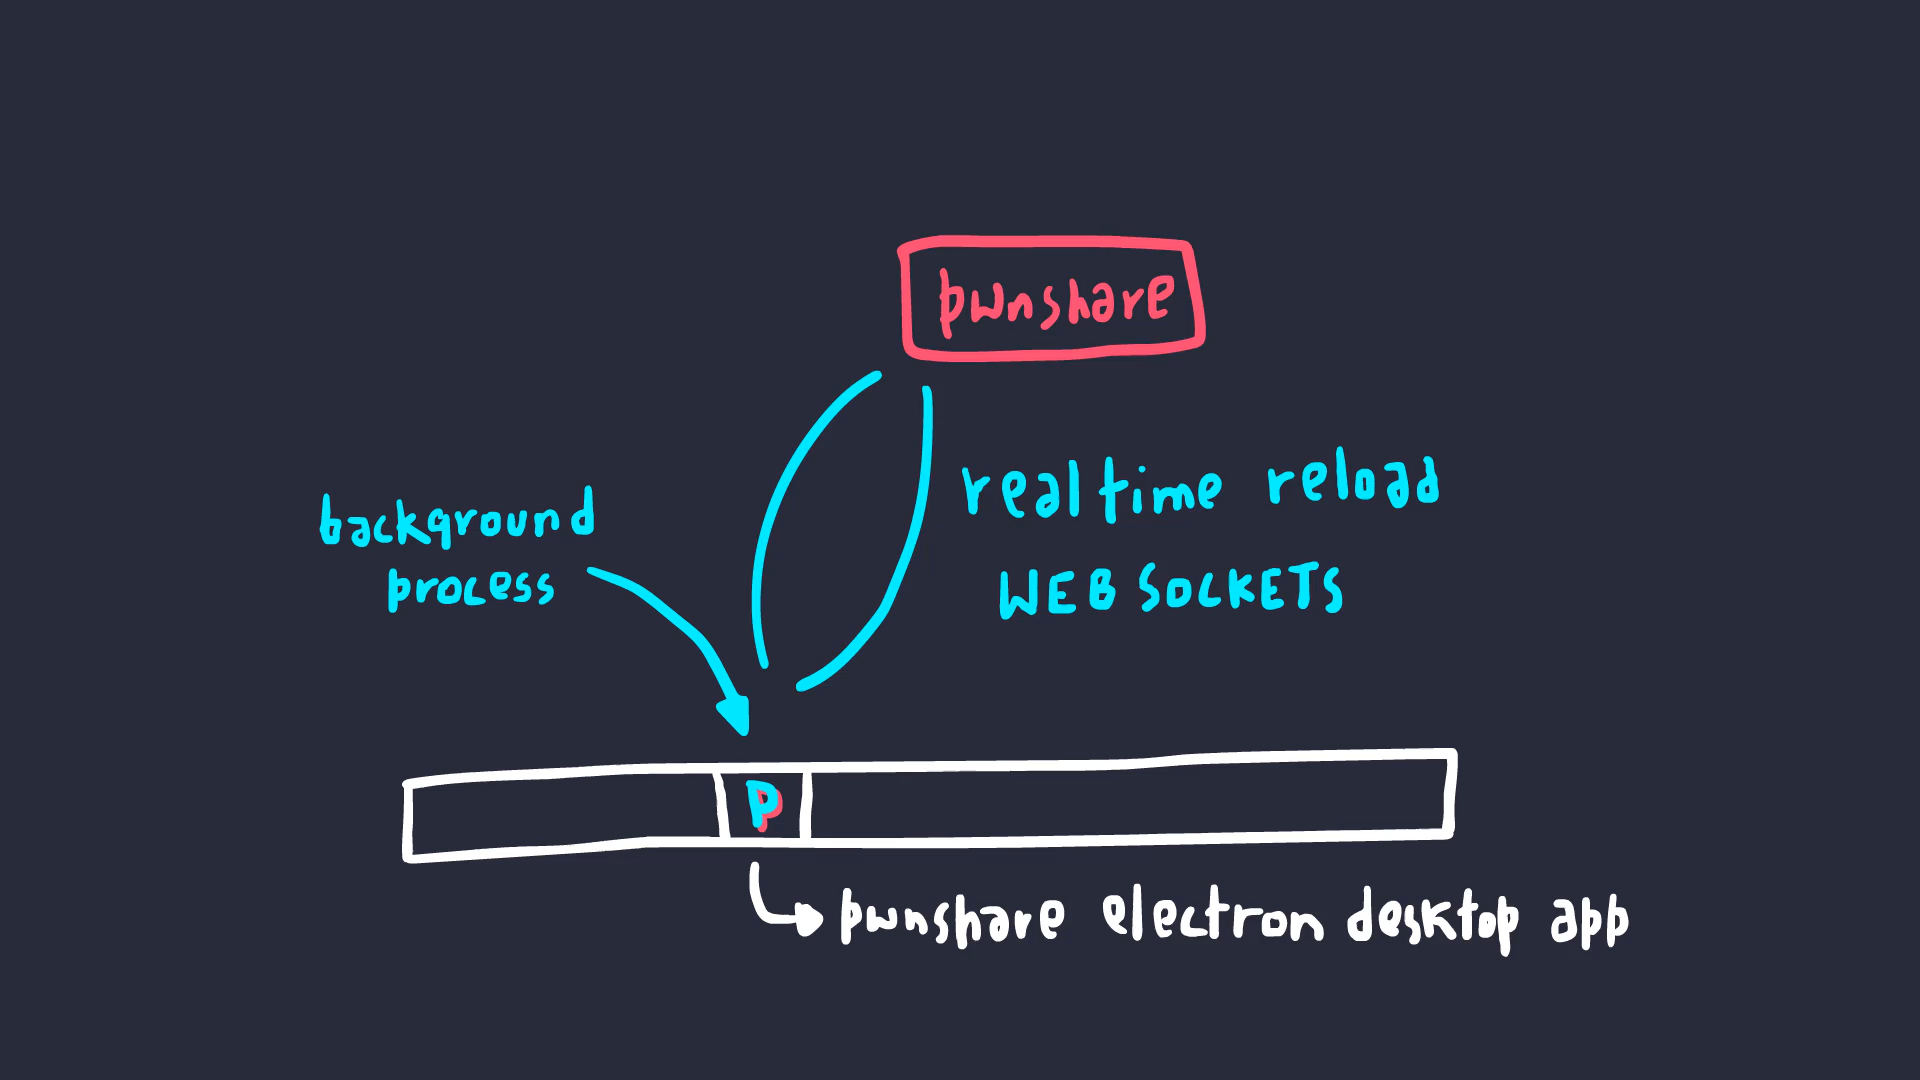 pwnshare
realtime reload
WEB SOCKETS
background
process
P
pwnshare electron desktop app